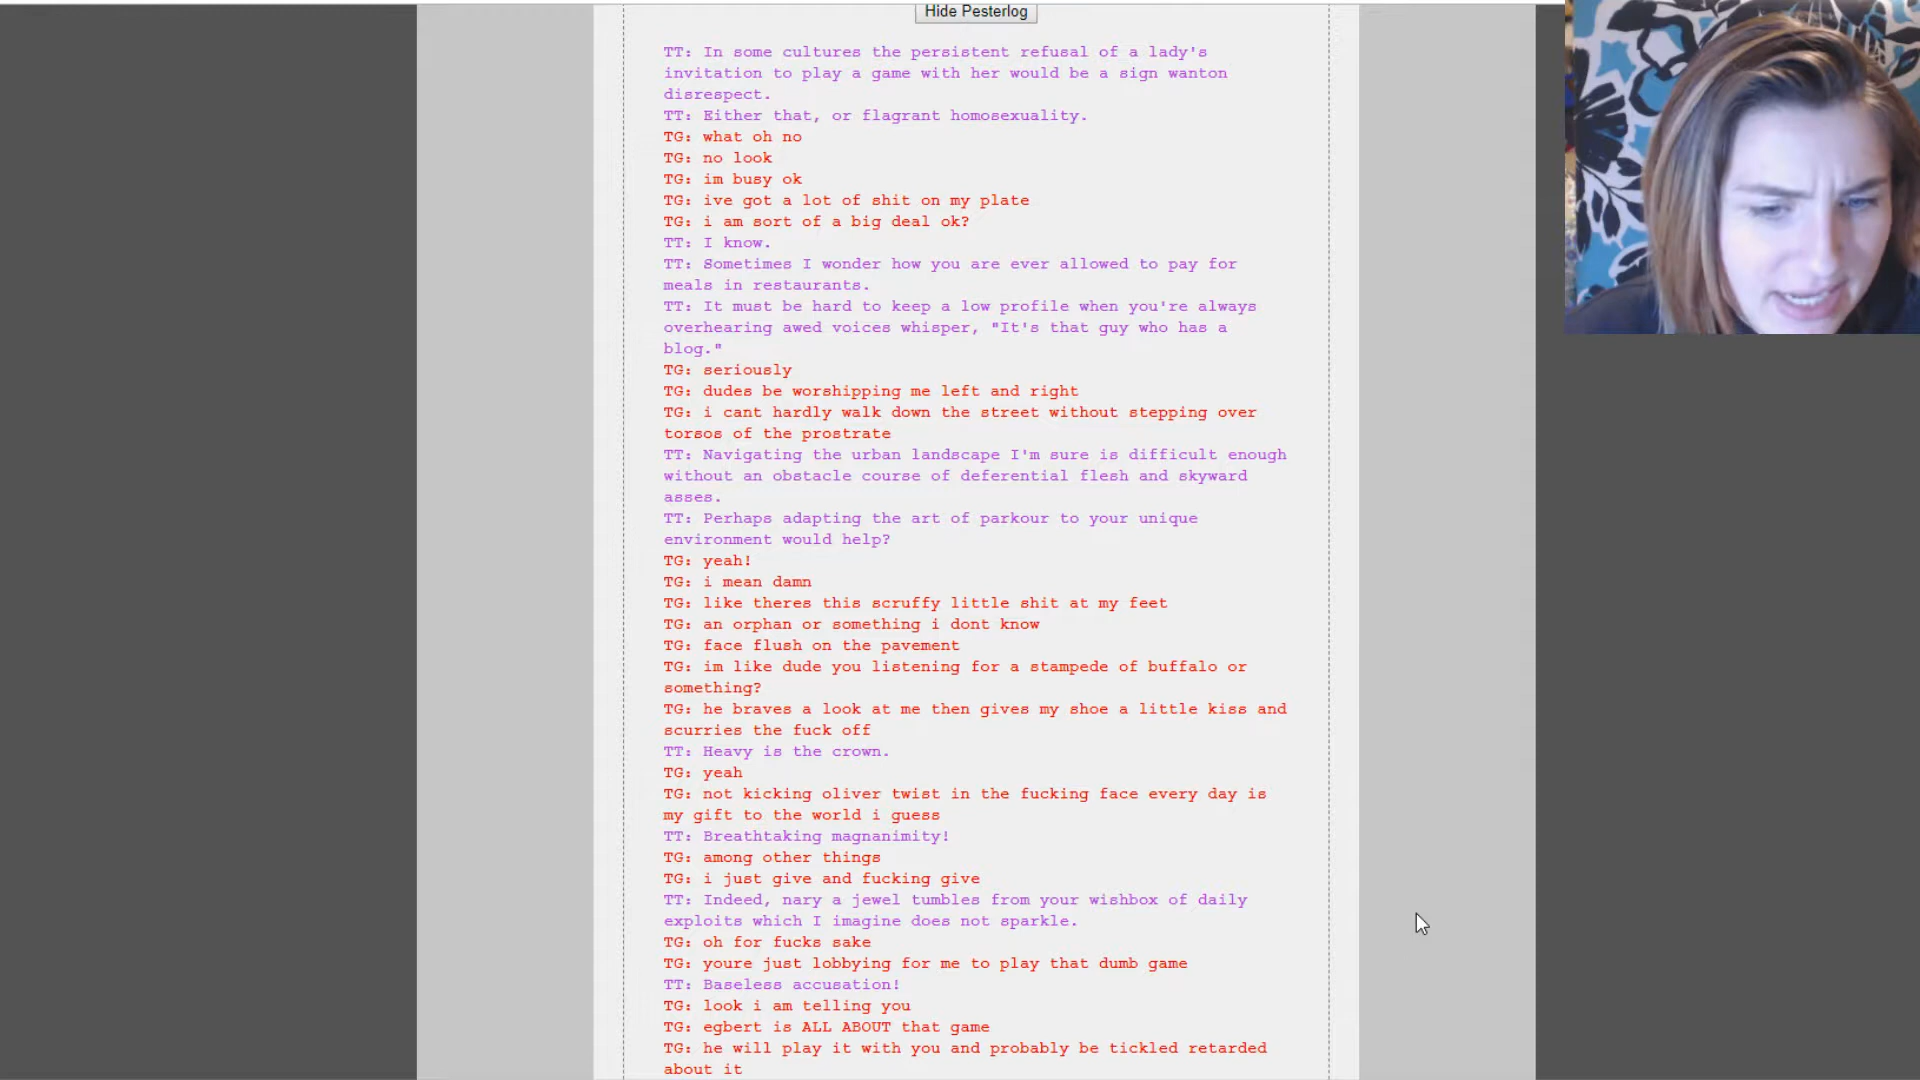 Hide Pesterlog
TT: In some cultures the persistent refusal of a lady's
invitation to play a game with her would be a sign wanton
disrespect.
TT: Either that, or flagrant homosexuality.
TG: what oh no
TG: no look
TG: im busy ok
TG: ive got a lot of shit on my plate
TG: i am sort of a big deal ok?
TT: I know.
TT: Sometimes I wonder how you are ever allowed to pay for
meals in restaurants.
TT: It must be hard to keep a low profile when you're always
overhearing awed voices whisper, "It's that guy who has a
blog."
TG: seriously
TG: dudes be worshipping me left and right
TG: i cant hardly walk down the street without stepping over
torsos of the prostrate
TT: Navigating the urban landscape I'm sure is difficult enough
without an obstacle course of deferential flesh and skyward
asses.
TT: Perhaps adapting the art of parkour to your unique
environment would help?
TG: yeah!
TG: i mean damn
TG: like theres this scruffy little shit at my feet
TG: an orphan or something i dont know
TG: face flush on the pavement
TG: im like dude you listening for a stampede of buffalo or
something?
TG: he braves a look at me then gives my shoe a little kiss and
scurries the fuck off
TT: Heavy is the crown.
TG: yeah
TG: not kicking oliver twist in the fucking face every day is
my gift to the world i guess
TT: Breathtaking magnanimity!
TG: among other things
TG: i just give and fucking give
TT: Indeed, nary a jewel tumbles from your wishbox of daily
exploits which I imagine does not sparkle.
TG: oh for fucks sake
TG: youre just lobbying for me to play that dumb game
TT: Baseless accusation!
TG: look i am telling you
TG: egbert is ALL ABOUT that game
TG: he will play it with you and probably be tickled retarded
about it